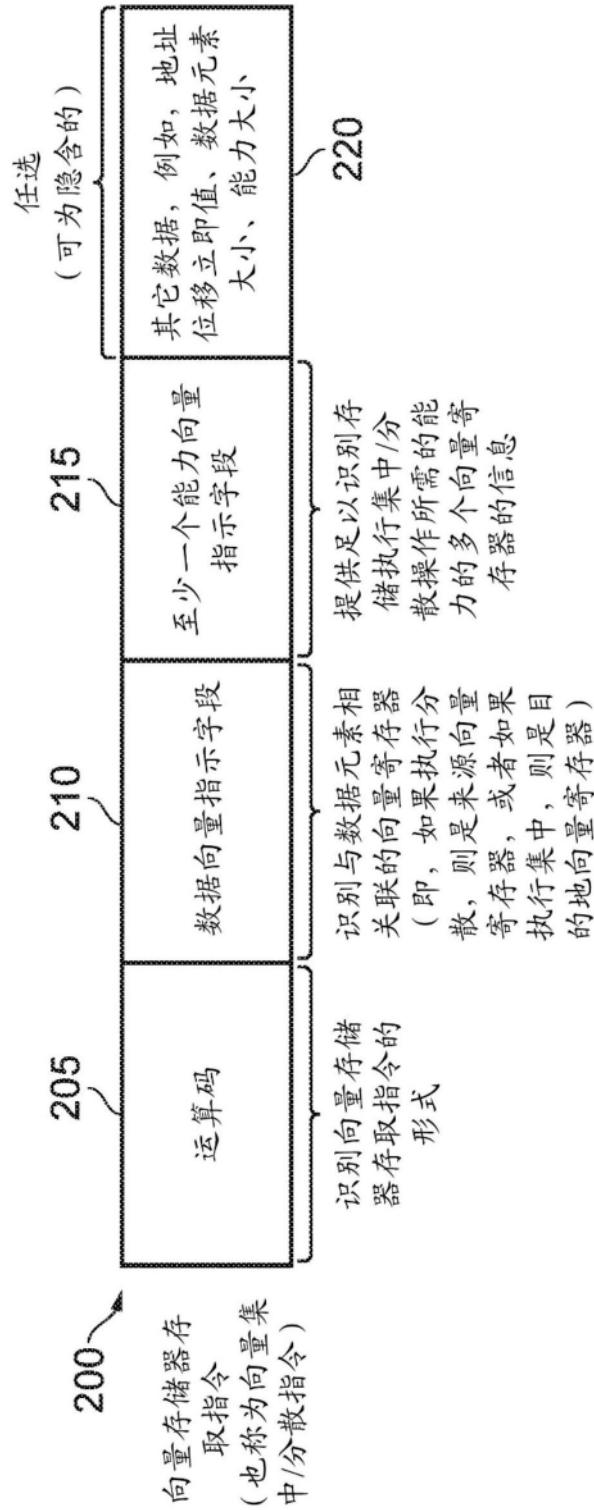 200
向量存储器存
取指令
(也称为向量集
中/分散指令)
205
运算码
识别向量存储
器存取指令的
形式
210
数据向量指示字段
识别与数据元素相
关联的向量寄存器
(即，如果执行分
散，则是来源向量
寄存器，或者如果
执行集中，则是目
的地向量寄存器)
215
至少一个能力向量
指示字段
提供足以识别存
储执行集中/分
散操作所需的能
力的多个向量寄
存器的信息
任选
(可为隐含的)
其它数据，例如，地址
位移立即值、数据元素
大小、能力大小
220